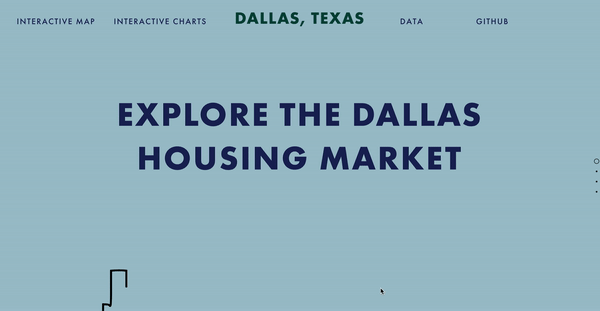 INTERACTIVE MAP INTERACTIVE CHARTS DALLAS, TEXAS DATA GITHUB
EXPLORE THE DALLAS
HOUSING MARKET